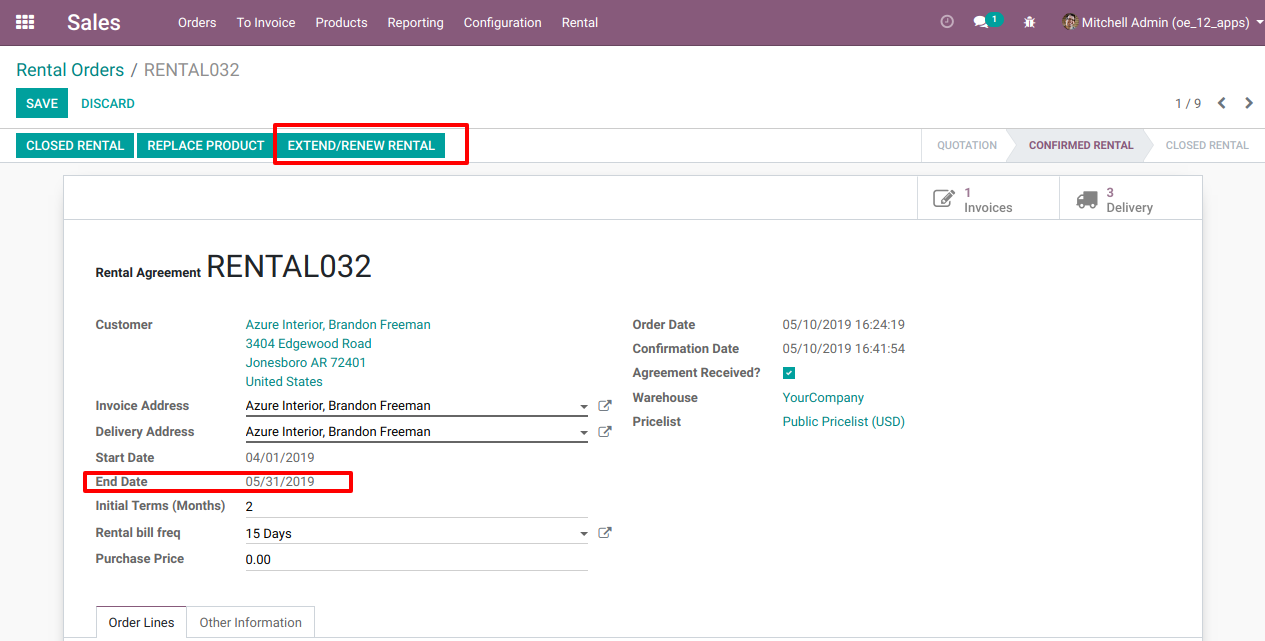 Sales Orders To Invoice Products Reporting Configuration Rental 1 Mitchell Admin (oe_12_apps)
Rental Orders / RENTAL032
SAVE DISCARD 1 / 9
CLOSED RENTAL REPLACE PRODUCT EXTEND/RENEW RENTAL QUOTATION CONFIRMED RENTAL CLOSED RENTAL
1 Invoices 3 Delivery
Rental Agreement RENTAL032
Customer Azure Interior, Brandon Freeman
3404 Edgewood Road
Jonesboro AR 72401
United States
Invoice Address Azure Interior, Brandon Freeman
Delivery Address Azure Interior, Brandon Freeman
Start Date 04/01/2019
End Date 05/31/2019
Initial Terms (Months) 2
Rental bill freq 15 Days
Purchase Price 0.00
Order Date 05/10/2019 16:24:19
Confirmation Date 05/10/2019 16:41:54
Agreement Received?
Warehouse YourCompany
Pricelist Public Pricelist (USD)
Order Lines Other Information